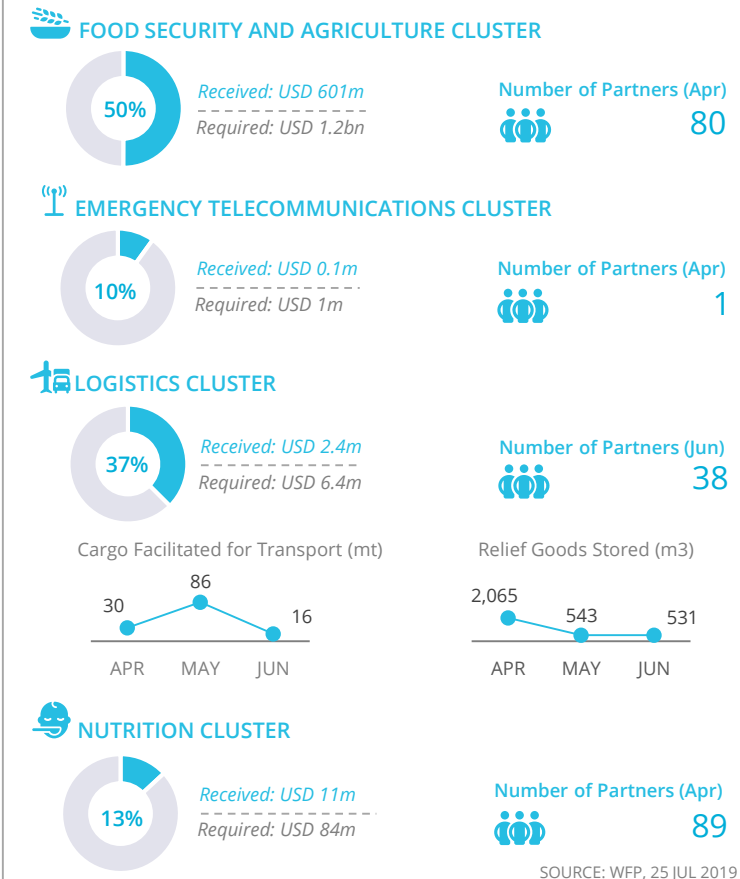 FOOD SECURITY AND AGRICULTURE CLUSTER
50%
Received: USD 601m
Required: USD 1.2bn
Number of Partners (Apr)
80
EMERGENCY TELECOMMUNICATIONS CLUSTER
10%
Received: USD 0.1m
Required: USD 1m
Number of Partners (Apr)
1
LOGISTICS CLUSTER
37%
Received: USD 2.4m
Required: USD 6.4m
Number of Partners (Jun)
38
Cargo Facilitated for Transport (mt)
30
86
16
APR MAY JUN
Relief Goods Stored (m3)
2,065
543
531
APR MAY JUN
NUTRITION CLUSTER
13%
Received: USD 11m
Required: USD 84m
Number of Partners (Apr)
89
SOURCE: WFP, 25 JUL 2019